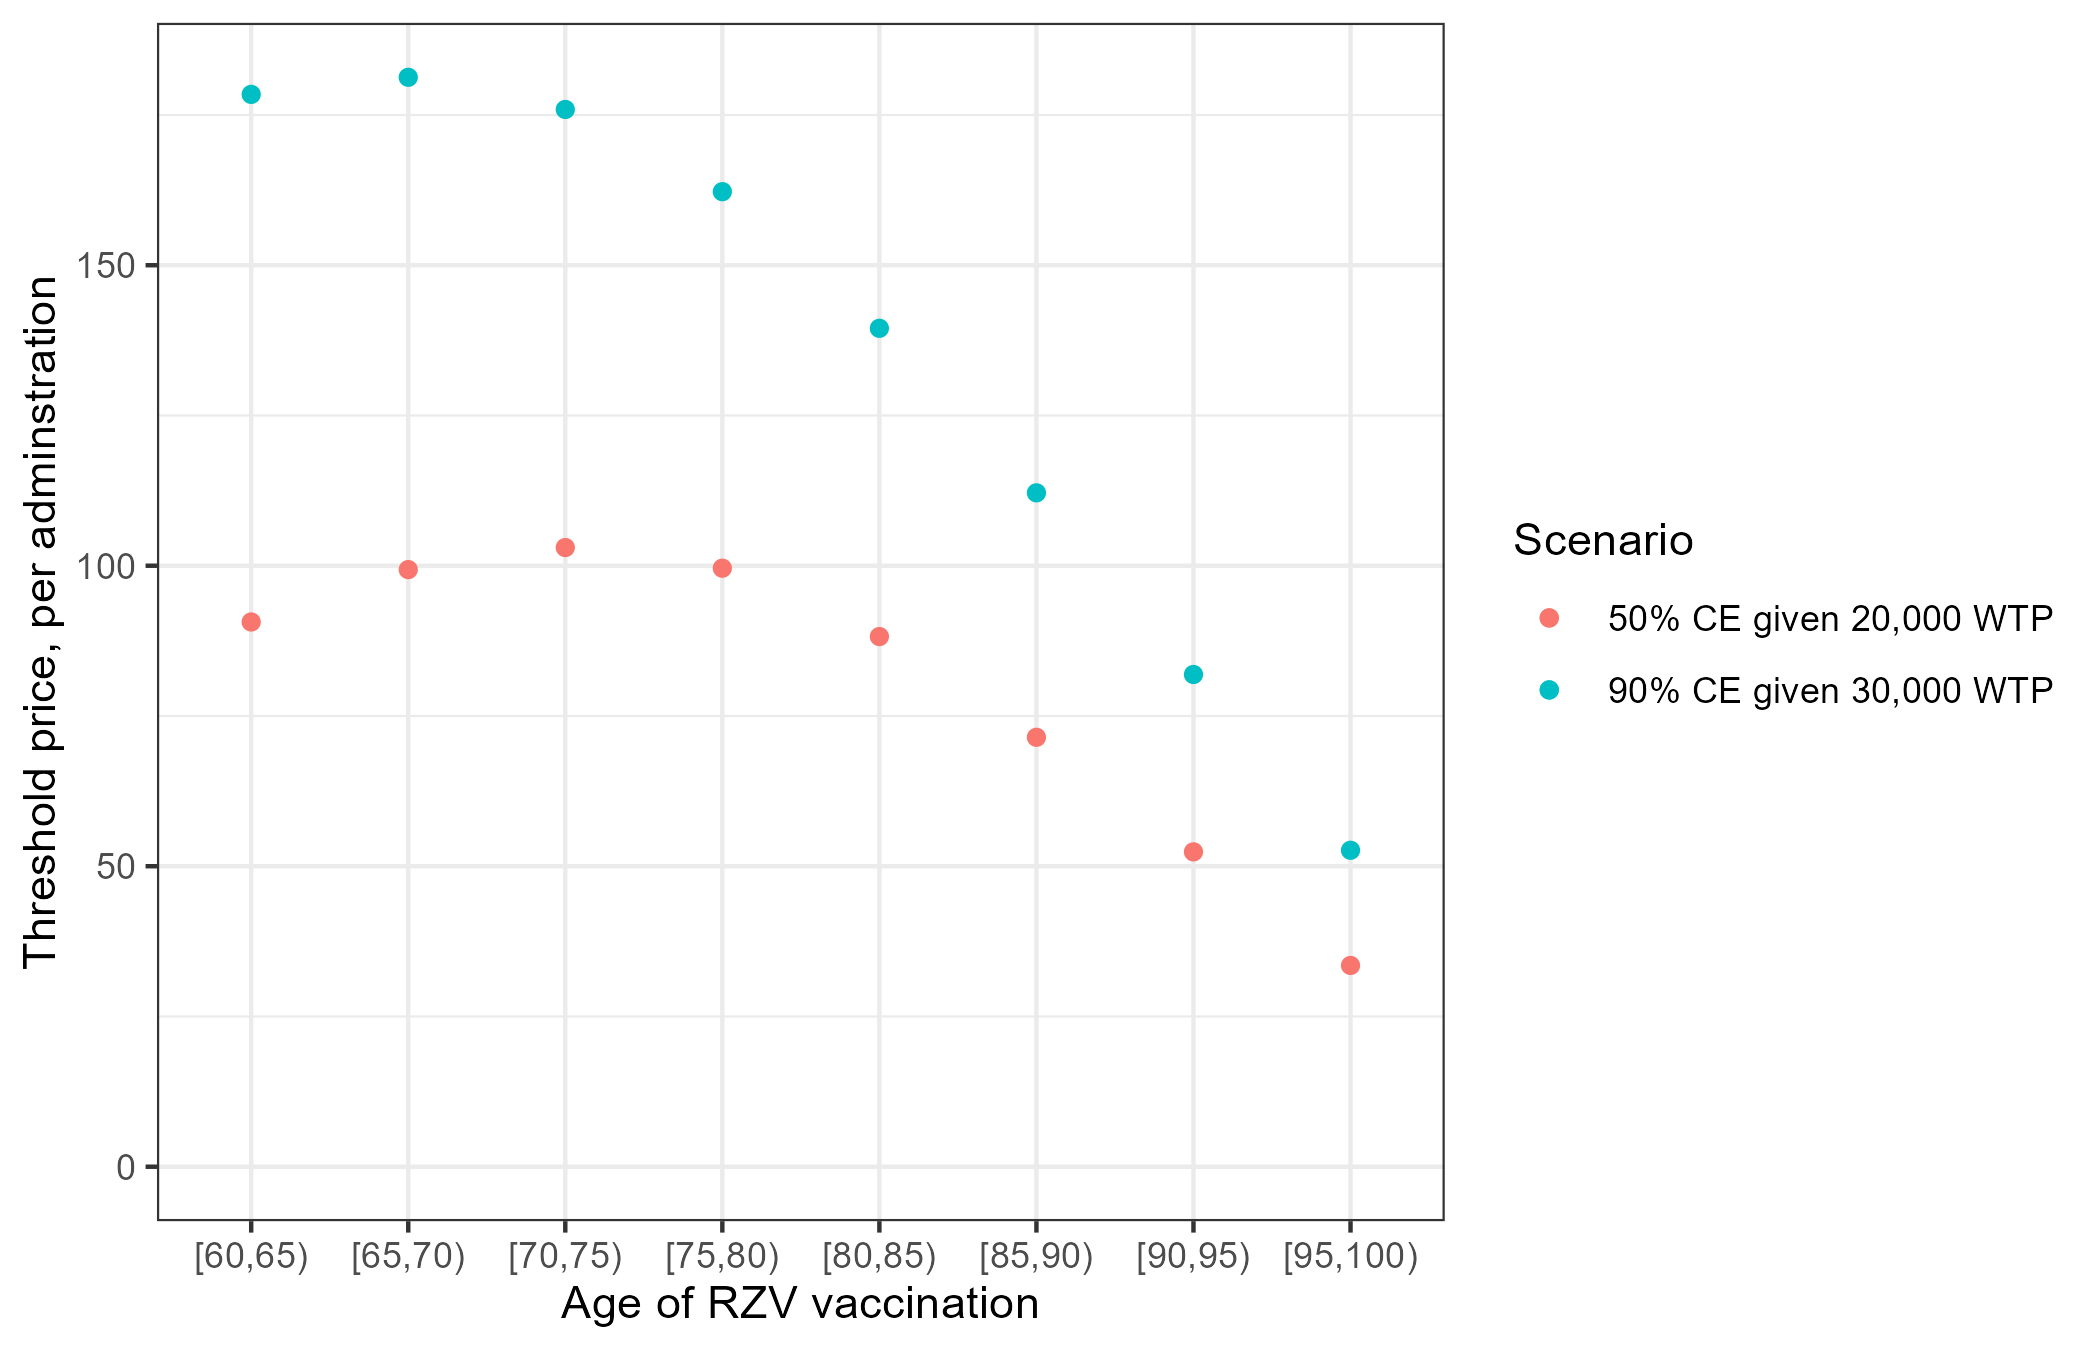 Threshold price, per adminstration
150
100
50
0
[60,65) [65,70) [70,75) [75,80) [80,85) [85,90) [90,95) [95,100)
Age of RZV vaccination
Scenario
50% CE given 20,000 WTP
90% CE given 30,000 WTP